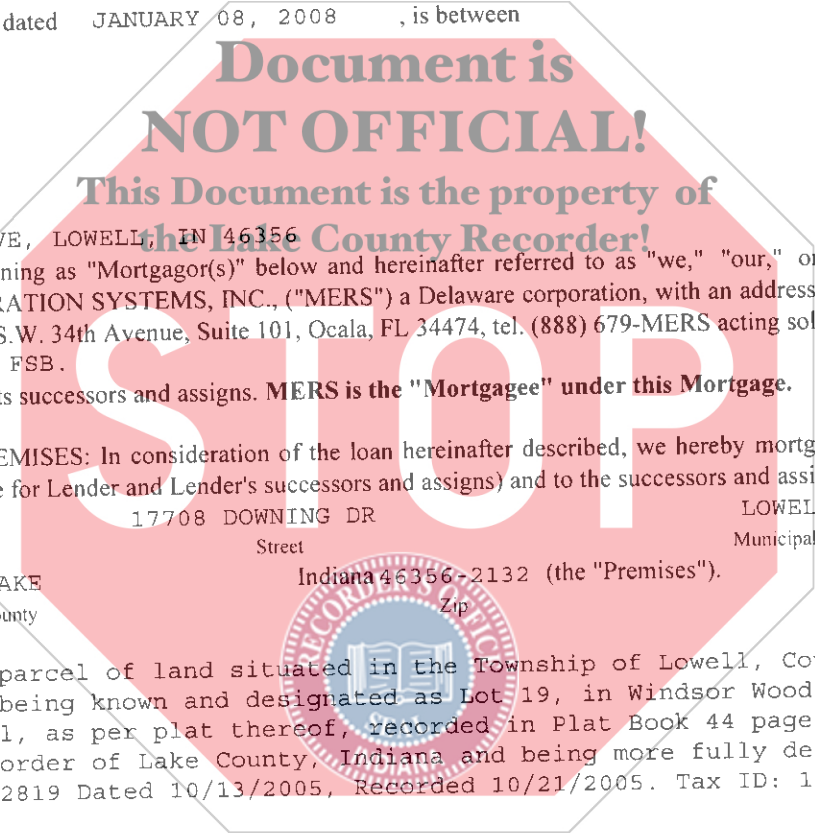 dated JANUARY 08, 2008 , is between
Document is
NOT OFFICIAL!
This Document is the property of
the Lake County Recorder!
VE, LOWELL, IN 46356
ning as "Mortgagor(s)" below and hereinafter referred to as "we," "our," or
RATION SYSTEMS, INC., ("MERS") a Delaware corporation, with an address
S.W. 34th Avenue, Suite 101, Ocala, FL 34474, tel. (888) 679-MERS acting sol
FSB.
ts successors and assigns. MERS is the "Mortgagee" under this Mortgage.
STOP
EMISES: In consideration of the loan hereinafter described, we hereby mortg
e for Lender and Lender's successors and assigns) and to the successors and assi
17708 DOWNING DR LOWEL
Street Municipal
AKE Indiana 46356-2132 (the "Premises").
ounty Zip
RECORDER'S OFFICE
SEAL
INDIANA
parcel of land situated in the Township of Lowell, Cou
being known and designated as Lot 19, in Windsor Wood
l, as per plat thereof, recorded in Plat Book 44 page
order of Lake County, Indiana and being more fully de
2819 Dated 10/13/2005, Recorded 10/21/2005. Tax ID: 1